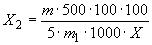 X₂ = m · 500 · 100 · 100 / 5 · m₁ · 1000 · X